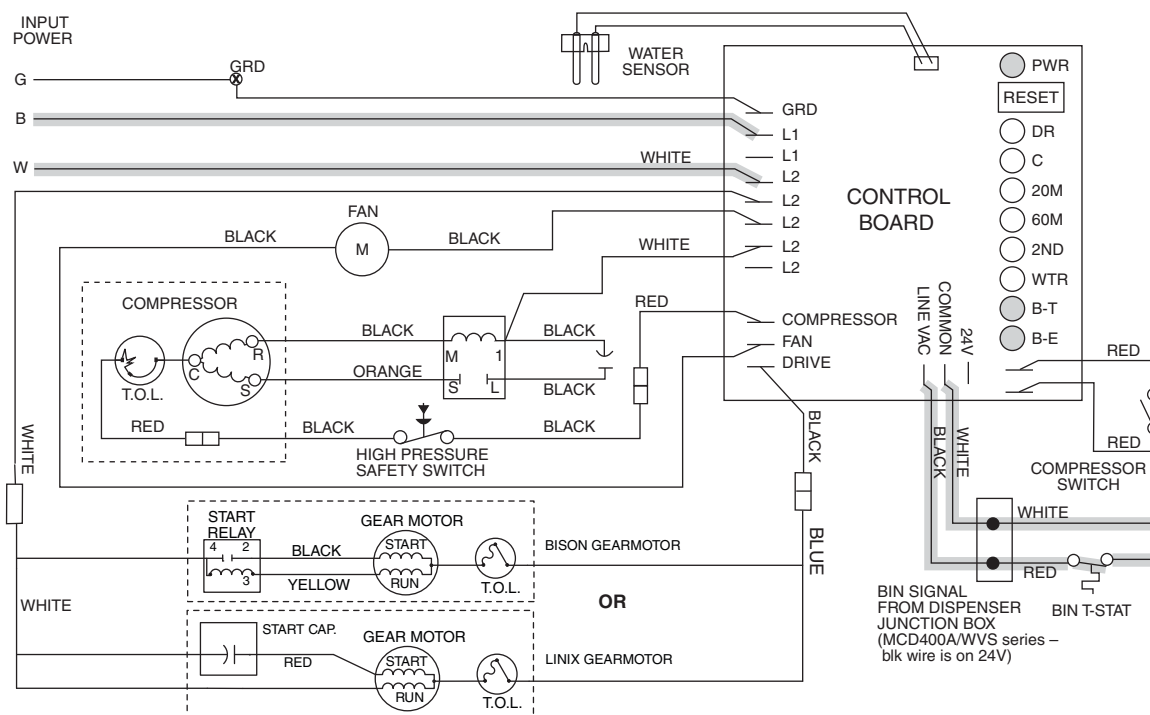 INPUT
POWER
G
GRD
B
W
WHITE
WATER
SENSOR
GRD
L1
L1
L2
L2
L2
L2
L2
CONTROL
BOARD
PWR
RESET
DR
C
20M
60M
2ND
WTR
B-T
B-E
FAN
M
BLACK
BLACK
WHITE
RED
COMPRESSOR
FAN
DRIVE
LINE VAC
COMMON
24V
COMPRESSOR
T.O.L.
C
R
S
BLACK
ORANGE
M
1
S
L
BLACK
BLACK
RED
BLACK
BLACK
HIGH PRESSURE
SAFETY SWITCH
RED
RED
COMPRESSOR
SWITCH
WHITE
BLACK
BLUE
BLACK
WHITE
WHITE
RED
BIN T-STAT
BIN SIGNAL
FROM DISPENSER
JUNCTION BOX
(MCD400A/WVS series –
blk wire is on 24V)
START
RELAY
4
2
3
BLACK
YELLOW
GEAR MOTOR
START
RUN
T.O.L.
BISON GEARMOTOR
OR
WHITE
START CAP.
RED
GEAR MOTOR
START
RUN
T.O.L.
LINIX GEARMOTOR